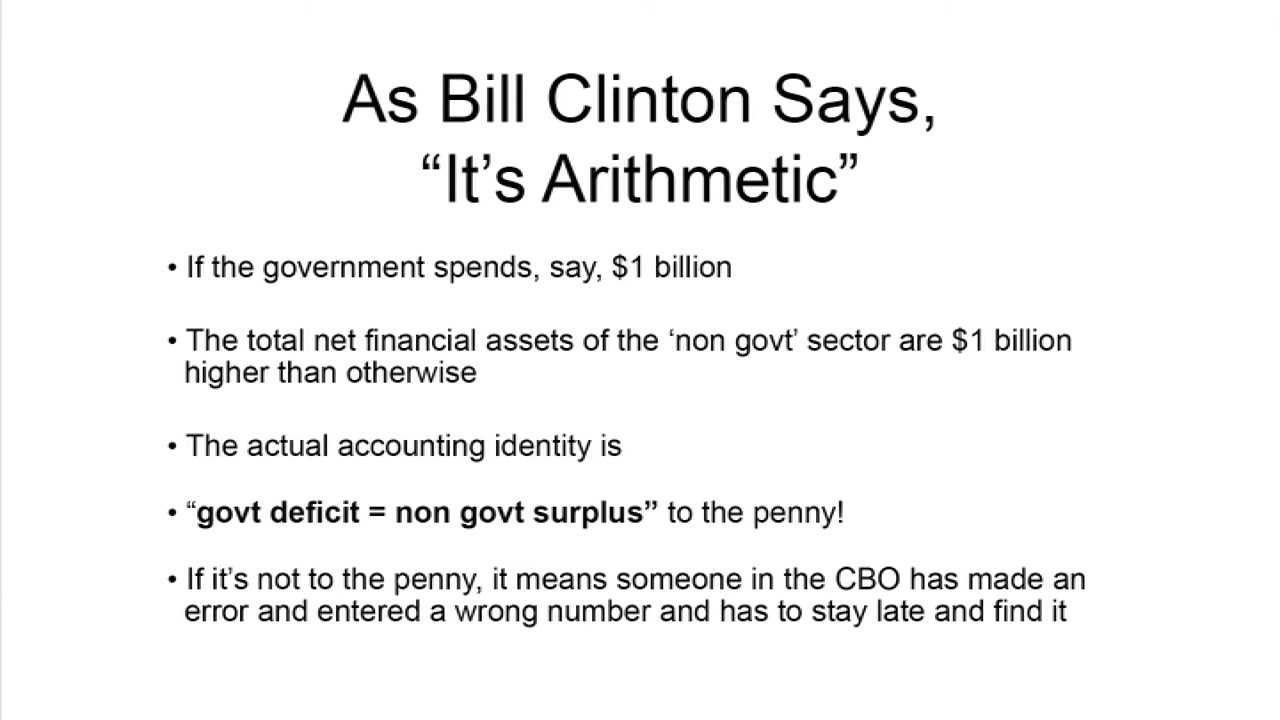 As Bill Clinton Says,
“It’s Arithmetic”
• If the government spends, say, $1 billion
• The total net financial assets of the ‘non govt’ sector are $1 billion
higher than otherwise
• The actual accounting identity is
• “govt deficit = non govt surplus” to the penny!
• If it’s not to the penny, it means someone in the CBO has made an
error and entered a wrong number and has to stay late and find it